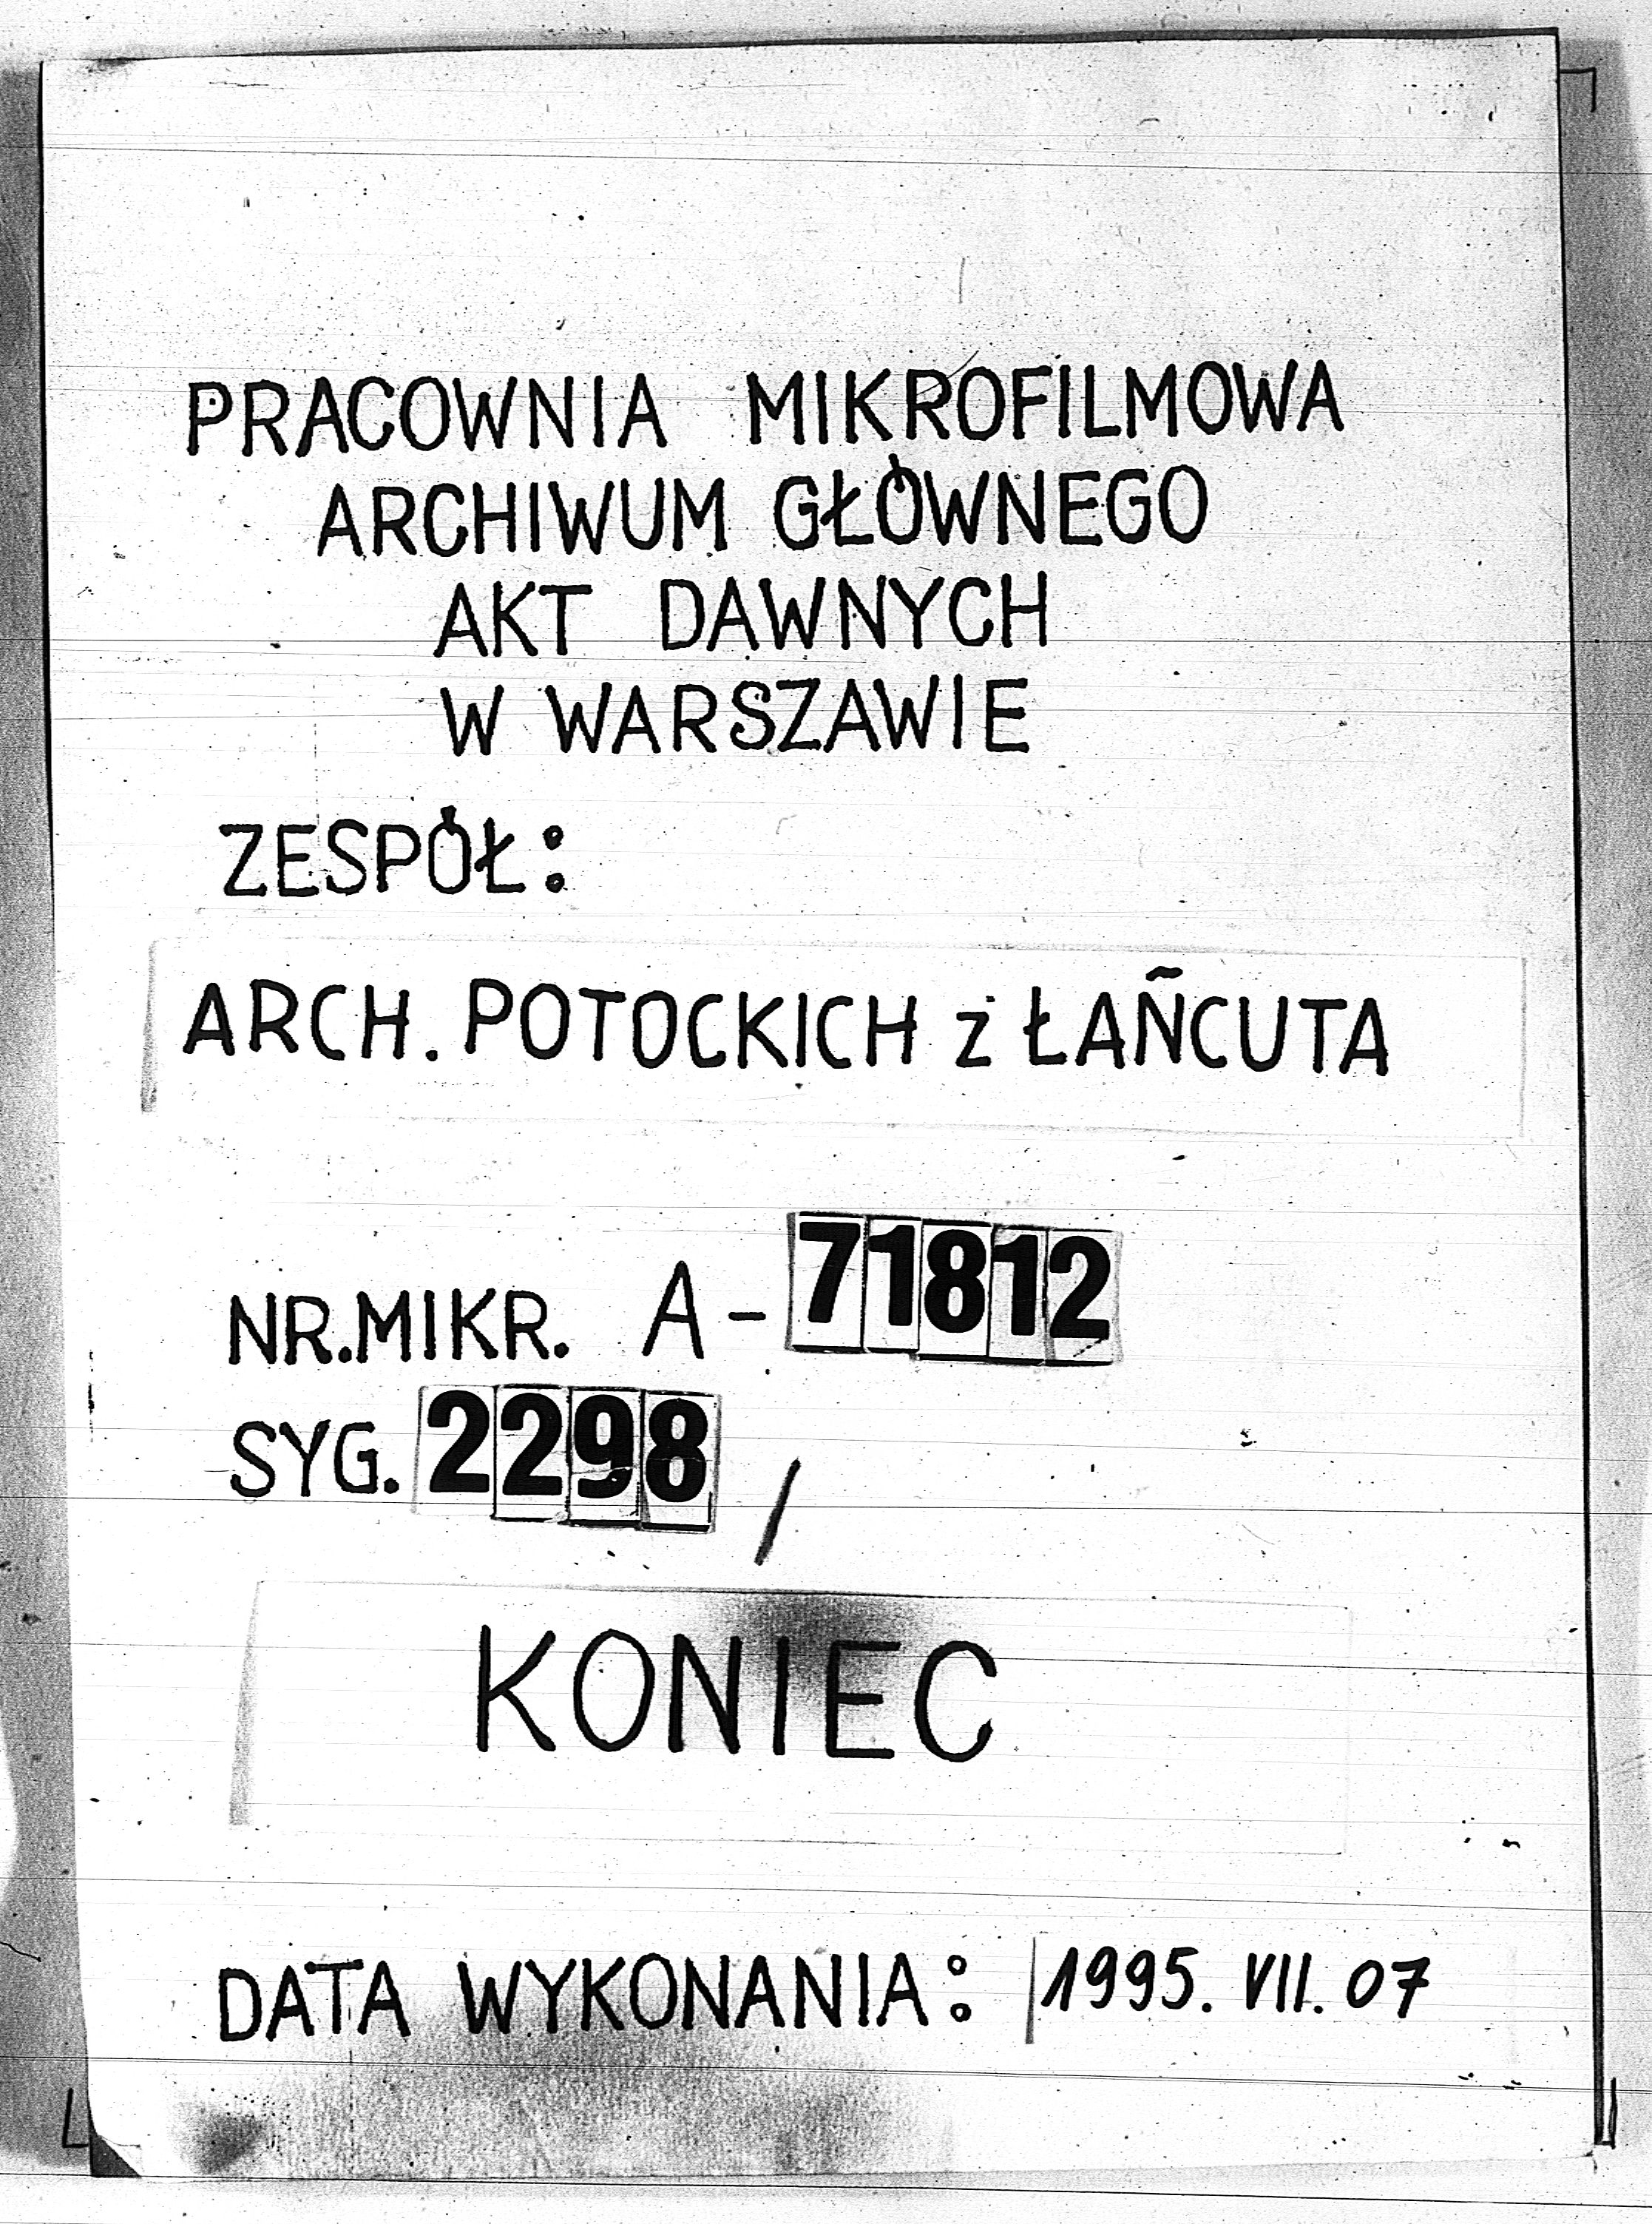 PRACOWNIA MIKROFILMOWA
ARCHIWUM GŁÓWNEGO
AKT DAWNYCH
W WARSZAWIE
ZESPÓŁ:
ARCH. POTOCKICH z ŁAŃCUTA
NR.MIKR. A-71812
SYG. 2298 /
KONIEC
DATA WYKONANIA: 1995. VII. 07